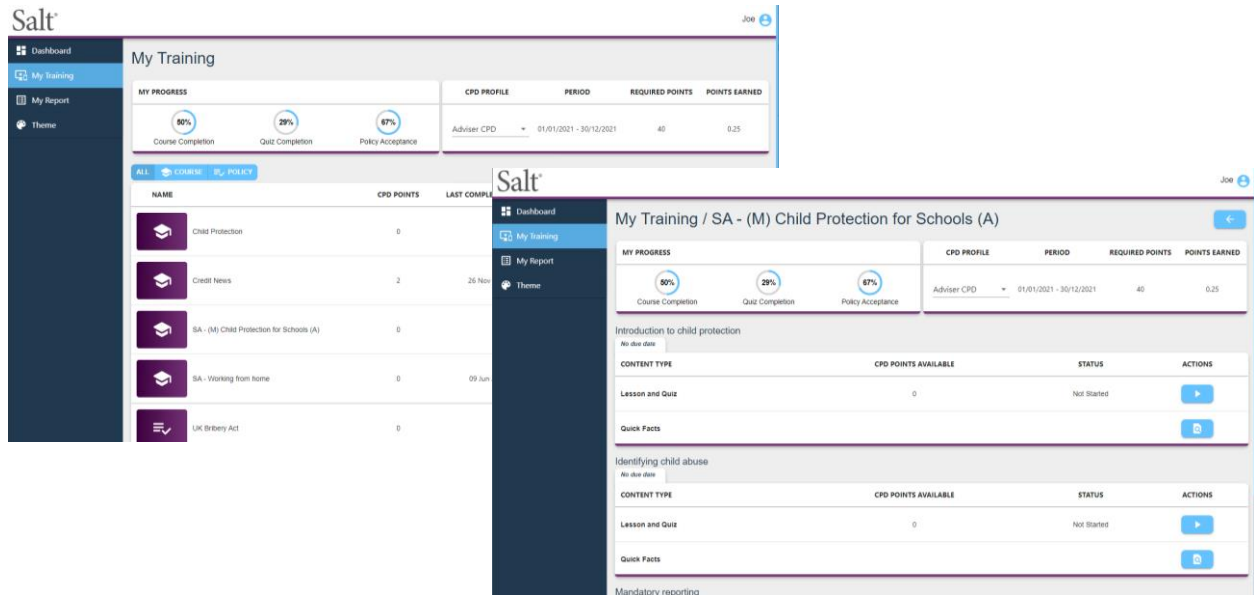 Salt
Joe
Dashboard
My Training
My Report
Theme
My Training
MY PROGRESS
50%
29%
67%
Course Completion
Quiz Completion
Policy Acceptance
CPD PROFILE PERIOD REQUIRED POINTS POINTS EARNED
Adviser CPD 01/01/2021 - 30/12/2021 40 0.25
ALL COURSE POLICY
NAME CPD POINTS LAST COMPLE
Child Protection 0
Credit News 2 26 Nov
SA - (M) Child Protection for Schools (A) 0
SA - Working from home 0 09 Jun
UK Bribery Act 0
Salt
Joe
Dashboard
My Training
My Report
Theme
My Training / SA - (M) Child Protection for Schools (A)
MY PROGRESS
50%
29%
67%
Course Completion
Quiz Completion
Policy Acceptance
CPD PROFILE PERIOD REQUIRED POINTS POINTS EARNED
Adviser CPD 01/01/2021 - 30/12/2021 40 0.25
Introduction to child protection
No due date
CONTENT TYPE CPD POINTS AVAILABLE STATUS ACTIONS
Lesson and Quiz 0 Not Started
Quick Facts
Identifying child abuse
No due date
CONTENT TYPE CPD POINTS AVAILABLE STATUS ACTIONS
Lesson and Quiz 0 Not Started
Quick Facts
Mandatory reporting